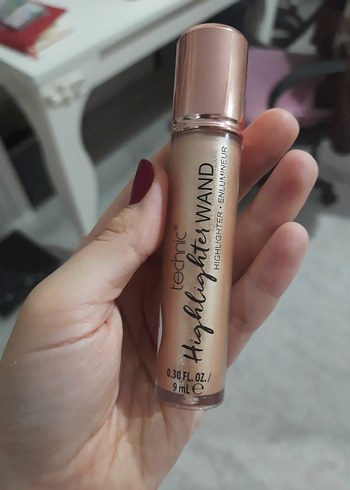 technic®
Highlighter WAND
HIGHLIGHTER • ENLUMINEUR
0.30 FL. OZ. /
9 mL ℮